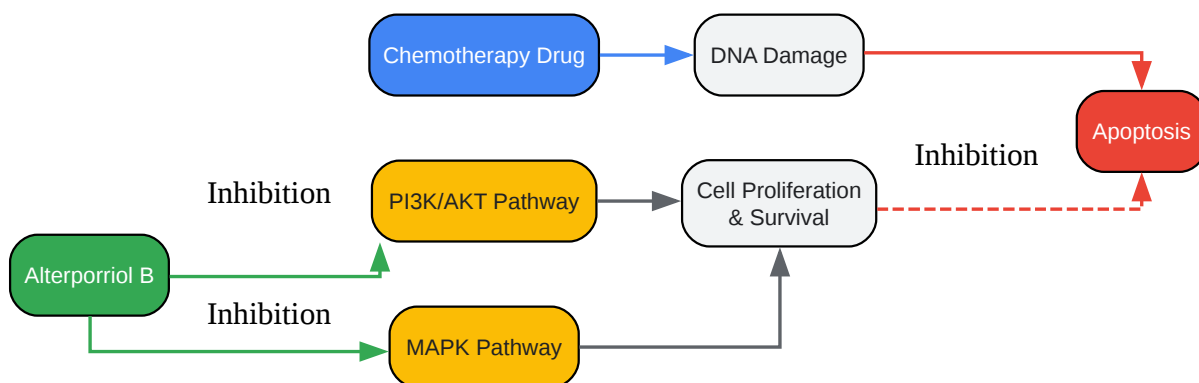 Chemotherapy Drug
DNA Damage
Apoptosis
Inhibition
Inhibition
PI3K/AKT Pathway
Cell Proliferation
& Survival
Alterporriol B
Inhibition
MAPK Pathway